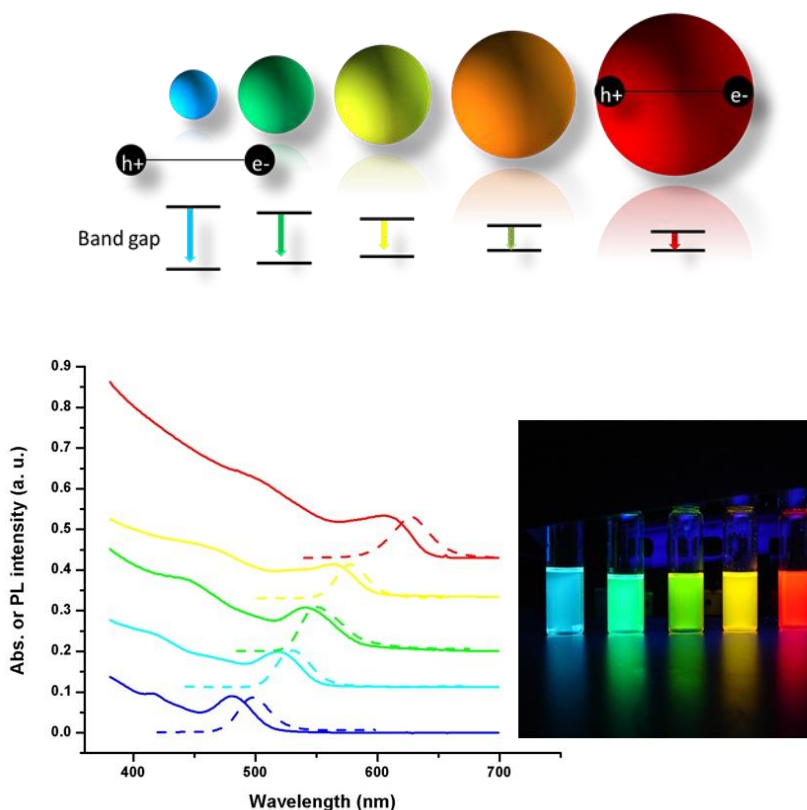 h+ e-
h+ e-
Band gap
0.9
0.8
0.7
0.6
0.5
0.4
0.3
0.2
0.1
0.0
Abs. or PL intensity (a. u.)
400 500 600 700
Wavelength (nm)